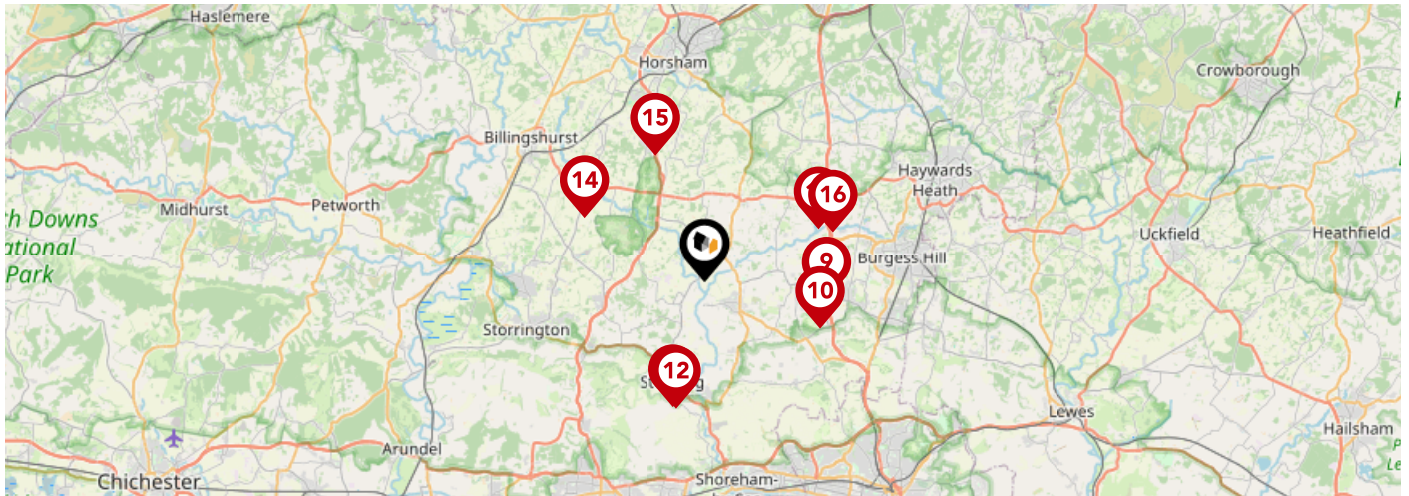 Haslemere
Horsham
Crowborough
15
Billingshurst
14
16
Haywards
Heath
Midhurst
Petworth
th Downs
ational
Park
Uckfield
Heathfield
9
Burgess Hill
10
Storrington
12
Lewes
Arundel
Hailsham
Chichester
Shoreham-